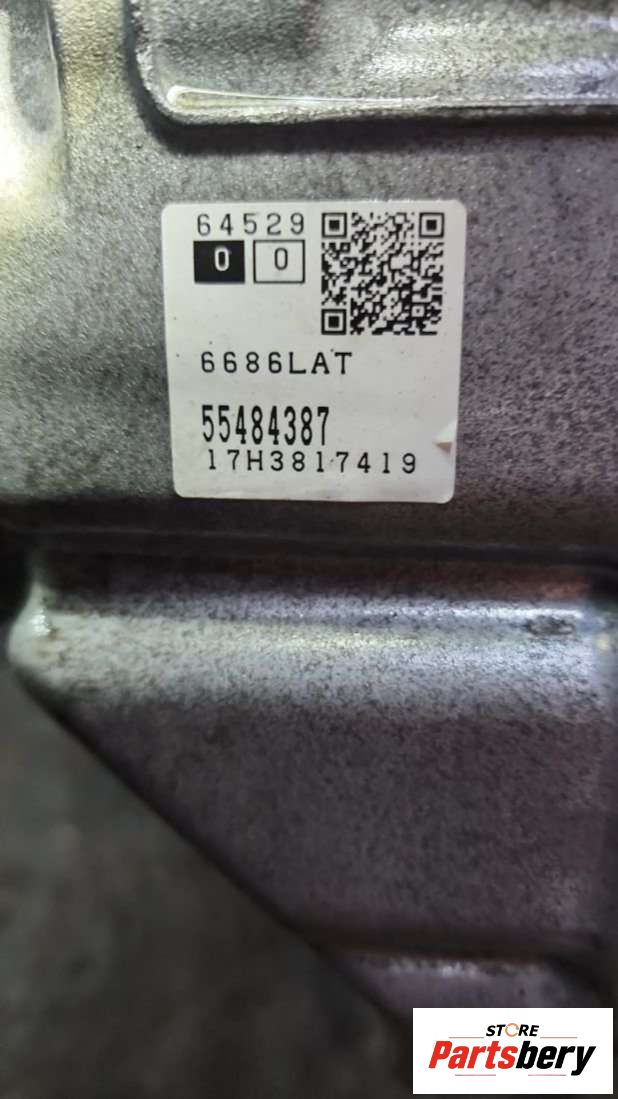 64529
0 0
6686LAT
55484387
17H3817419
STORE
Partsbery